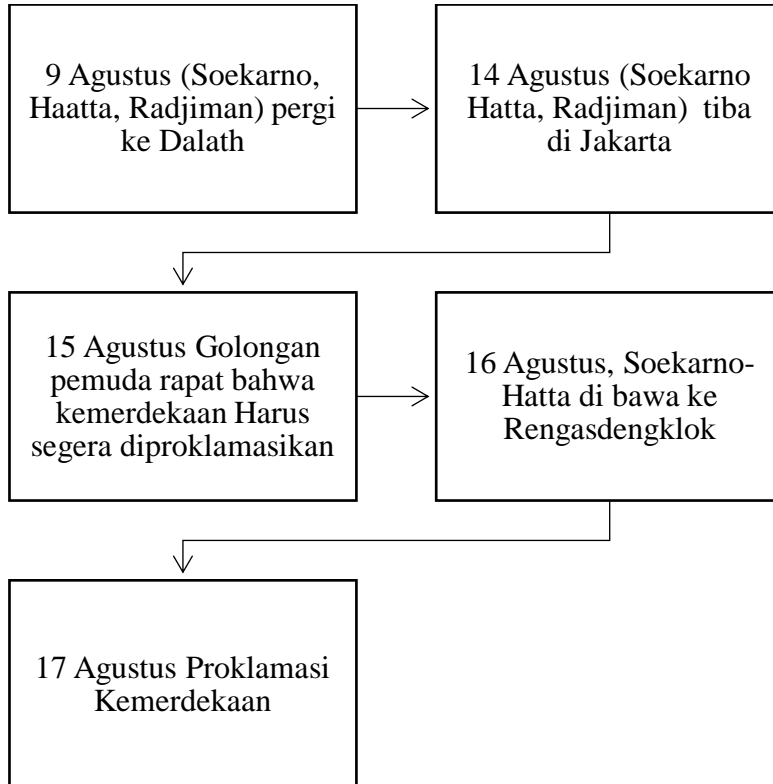 9 Agustus (Soekarno,
Haatta, Radjiman) pergi
ke Dalath
14 Agustus (Soekarno
Hatta, Radjiman) tiba
di Jakarta
15 Agustus Golongan
pemuda rapat bahwa
kemerdekaan Harus
segera diproklamasikan
16 Agustus, Soekarno-
Hatta di bawa ke
Rengasdengklok
17 Agustus Proklamasi
Kemerdekaan